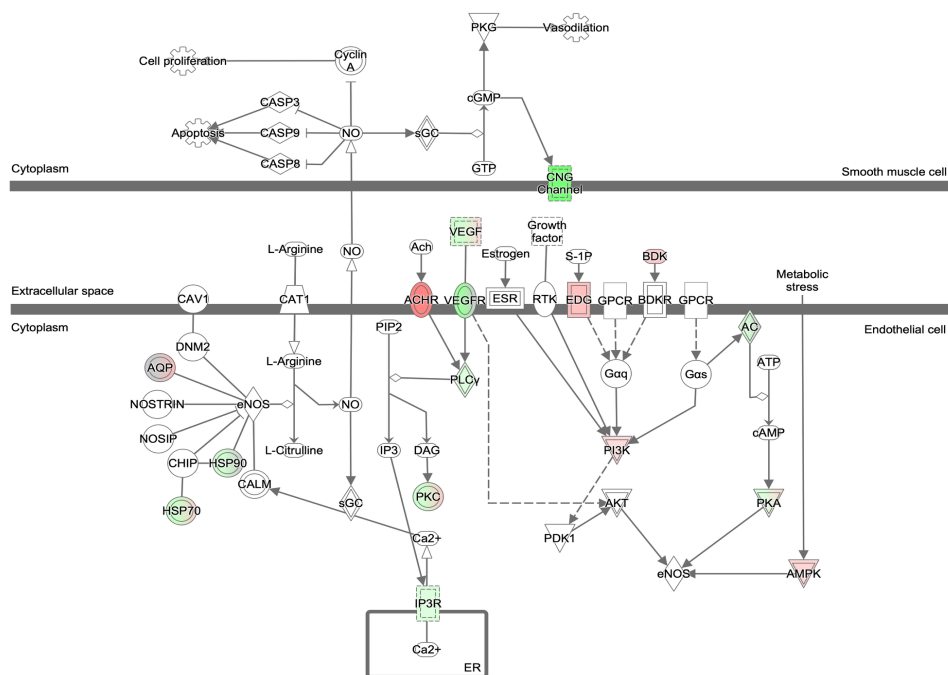 PKG
Vasodilation
Cell proliferation
Cyclin
A
CASP3
cGMP
Apoptosis
CASP9
NO
sGC
CASP8
GTP
Cytoplasm
CNG
Channel
Smooth muscle cell
VEGF
Growth
factor
L-Arginine
NO
Ach
Estrogen
S-1P
BDK
Metabolic
stress
Extracellular space
CAV1
CAT1
ACHR
VEGFR
ESR
RTK
EDG
GPCR
BDKR
GPCR
Cytoplasm
Endothelial cell
PIP2
AC
DNM2
L-Arginine
ATP
AQP
PLCγ
Gαq
Gαs
NOSTRIN
eNOS
NO
cAMP
NOSIP
L-Citrulline
IP3
DAG
PI3K
CHIP
HSP90
CALM
PKC
HSP70
sGC
AKT
PKA
Ca2+
PDK1
eNOS
AMPK
IP3R
Ca2+
ER